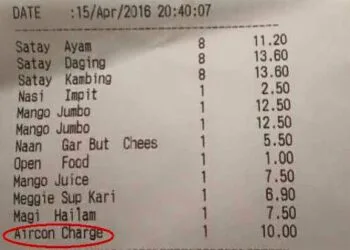 DATE :15/Apr/2016 20:40:07
Satay Ayam 8 11.20
Satay Daging 8 13.60
Satay Kambing 8 13.60
Nasi Impit 1 2.50
Mango Jumbo 1 12.50
Mango Jumbo 1 12.50
Naan Gar But Chees 1 5.50
Open Food 1 1.00
Mango Juice 1 7.50
Meggie Sup Kari 1 6.90
Magi Hailam 1 7.50
Aircon Charge 1 10.00